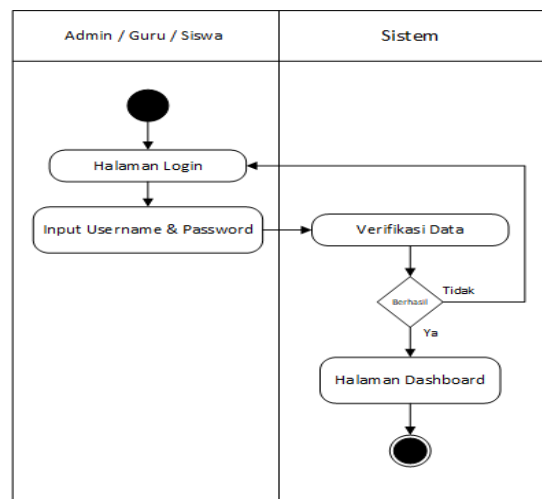 Admin / Guru / Siswa
Sistem
Halaman Login
Input Username & Password
Verifikasi Data
Berhasil
Tidak
Ya
Halaman Dashboard